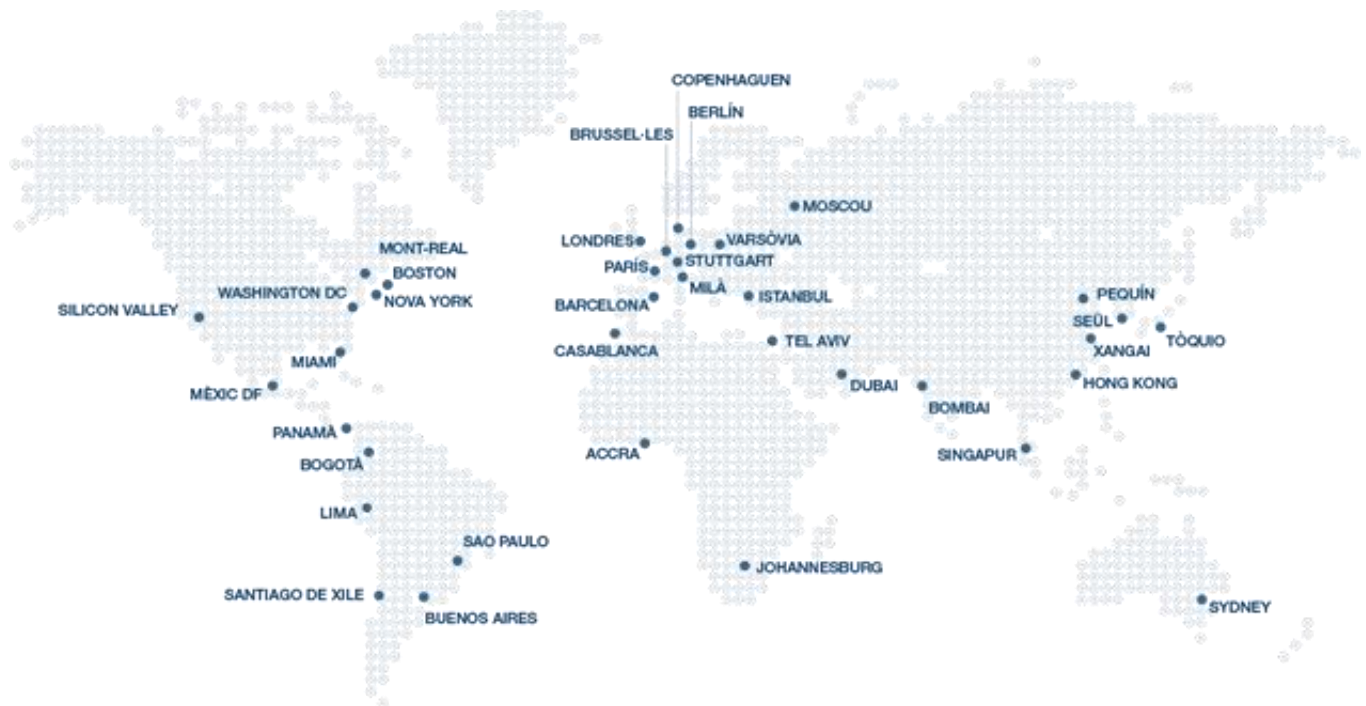 COPENHAGUEN
BERLÍN
BRUSSEL·LES
MOSCOU
LONDRES
VARSÒVIA
MONT-REAL
STUTTGART
PARÍS
BOSTON
MILÀ
WASHINGTON DC
NOVA YORK
ISTANBUL
PEQUÍN
BARCELONA
SILICON VALLEY
SEÜL
TÒQUIO
TEL AVIV
CASABLANCA
XANGAI
MIAMI
DUBAI
HONG KONG
MÈXIC DF
BOMBAI
PANAMÀ
ACCRA
SINGAPUR
BOGOTÀ
LIMA
SAO PAULO
JOHANNESBURG
SANTIAGO DE XILE
SYDNEY
BUENOS AIRES